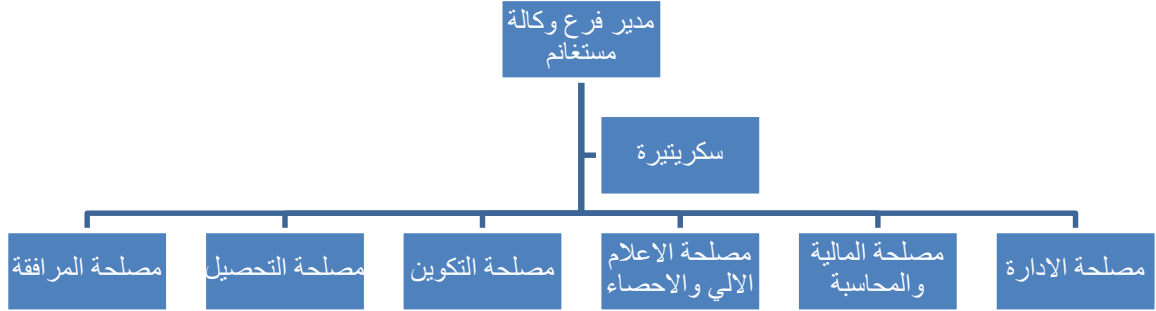 مدير فرع وكالة
مستغانم
سكريتيرة
مصلحة الادارة
مصلحة المالية
والمحاسبة
مصلحة الاعلام
الالي والاحصاء
مصلحة التكوين
مصلحة التحصيل
مصلحة المرافقة